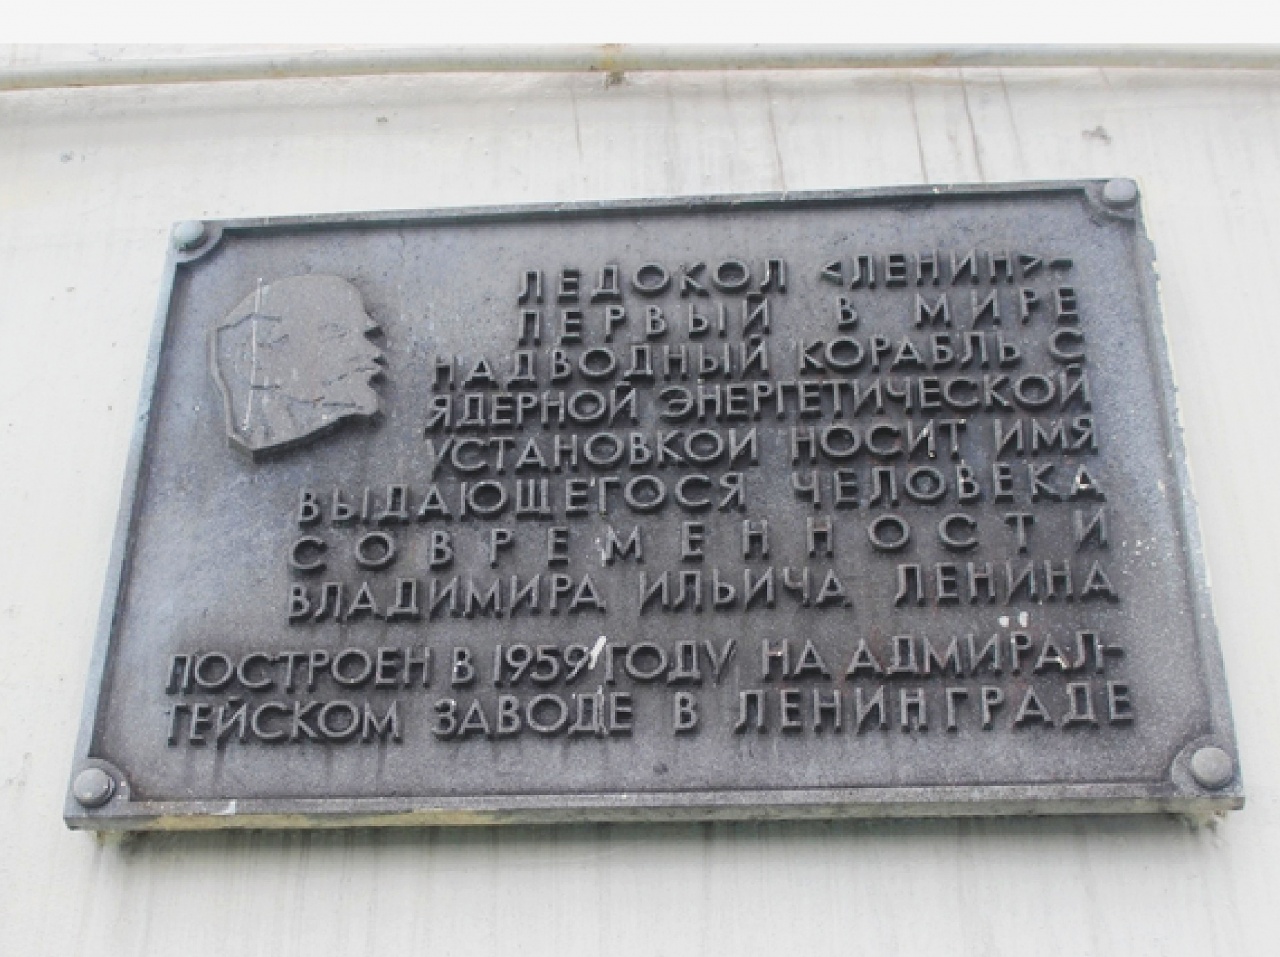 ЛЕДОКОЛ <ЛЕНИН>-
ПЕРВЫЙ В МИРЕ
НАДВОДНЫЙ КОРАБЛЬ С
ЯДЕРНОЙ ЭНЕРГЕТИЧЕСКОЙ
УСТАНОВКОЙ НОСИТ ИМЯ
ВЫДАЮЩЕГОСЯ ЧЕЛОВЕКА
СОВРЕМЕННОСТИ
ВЛАДИМИРА ИЛЬИЧА ЛЕНИНА
ПОСТРОЕН В 1959 ГОДУ НА АДМИРАЛ-
ТЕЙСКОМ ЗАВОДЕ В ЛЕНИНГРАДЕ